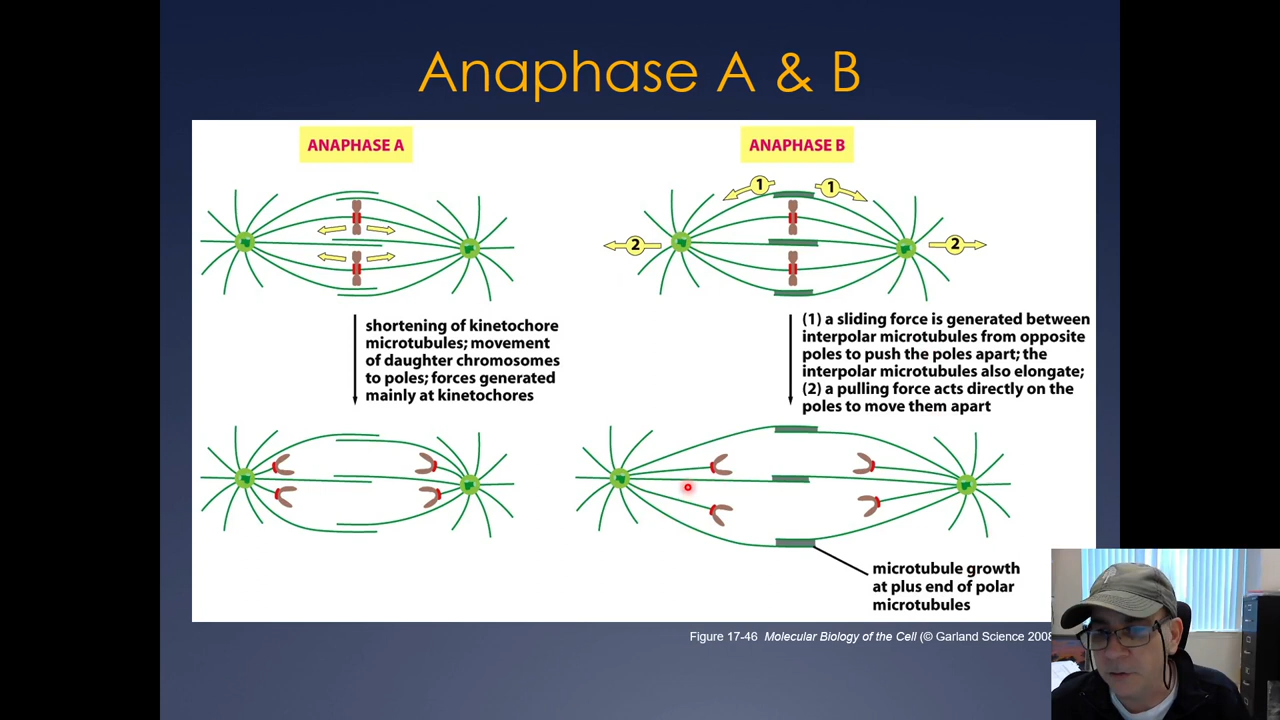 Anaphase A & B
ANAPHASE A
ANAPHASE B
1
1
2
2
shortening of kinetochore
microtubules; movement
of daughter chromosomes
to poles; forces generated
mainly at kinetochores
(1) a sliding force is generated between
interpolar microtubules from opposite
poles to push the poles apart; the
interpolar microtubules also elongate;
(2) a pulling force acts directly on the
poles to move them apart
microtubule growth
at plus end of polar
microtubules
Figure 17-46 Molecular Biology of the Cell (© Garland Science 2008